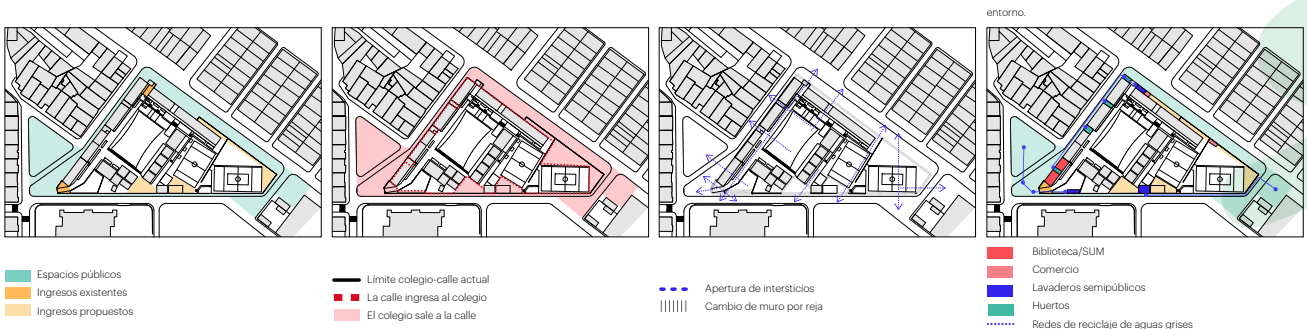 entorno.
Espacios públicos
Ingresos existentes
Ingresos propuestos
Límite colegio-calle actual
La calle ingresa al colegio
El colegio sale a la calle
Apertura de intersticios
Cambio de muro por reja
Biblioteca/SUM
Comercio
Lavaderos semipúblicos
Huertos
Redes de reciclaje de aguas grises